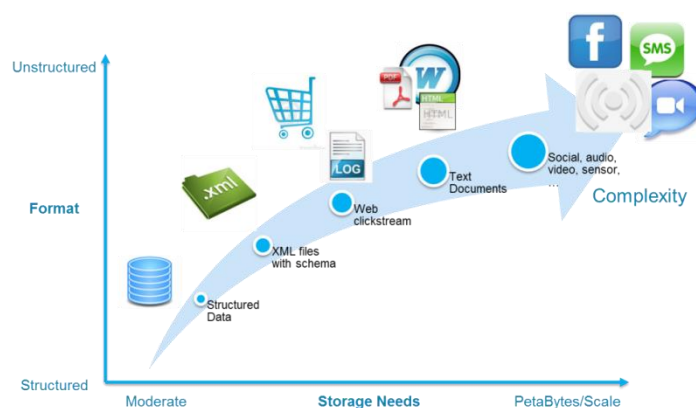 Unstructured
Format
Structured
Moderate
Storage Needs
PetaBytes/Scale
Structured
Data
XML files
with schema
Web
clickstream
Text
Documents
Social, audio,
video, sensor,
...
Complexity
.xml
/LOG
PDF
W
HTML
HTML
f
SMS